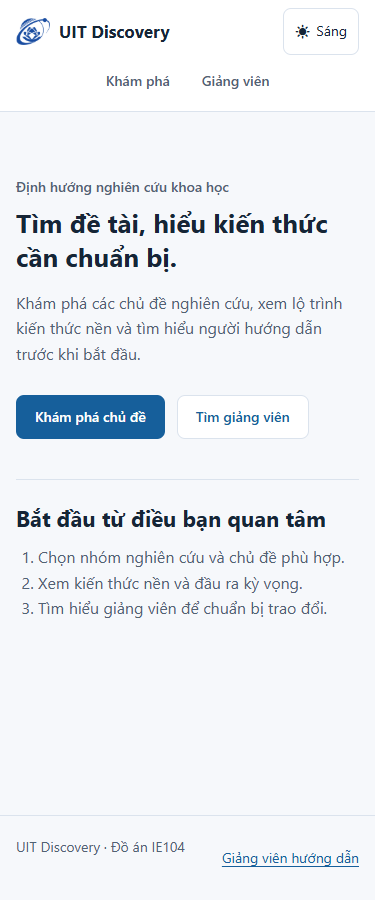 UIT Discovery
Sáng
Khám phá
Giảng viên
Định hướng nghiên cứu khoa học
Tìm đề tài, hiểu kiến thức
cần chuẩn bị.
Khám phá các chủ đề nghiên cứu, xem lộ trình
kiến thức nền và tìm hiểu người hướng dẫn
trước khi bắt đầu.
Khám phá chủ đề
Tìm giảng viên
Bắt đầu từ điều bạn quan tâm
1. Chọn nhóm nghiên cứu và chủ đề phù hợp.
2. Xem kiến thức nền và đầu ra kỳ vọng.
3. Tìm hiểu giảng viên để chuẩn bị trao đổi.
UIT Discovery · Đồ án IE104
Giảng viên hướng dẫn